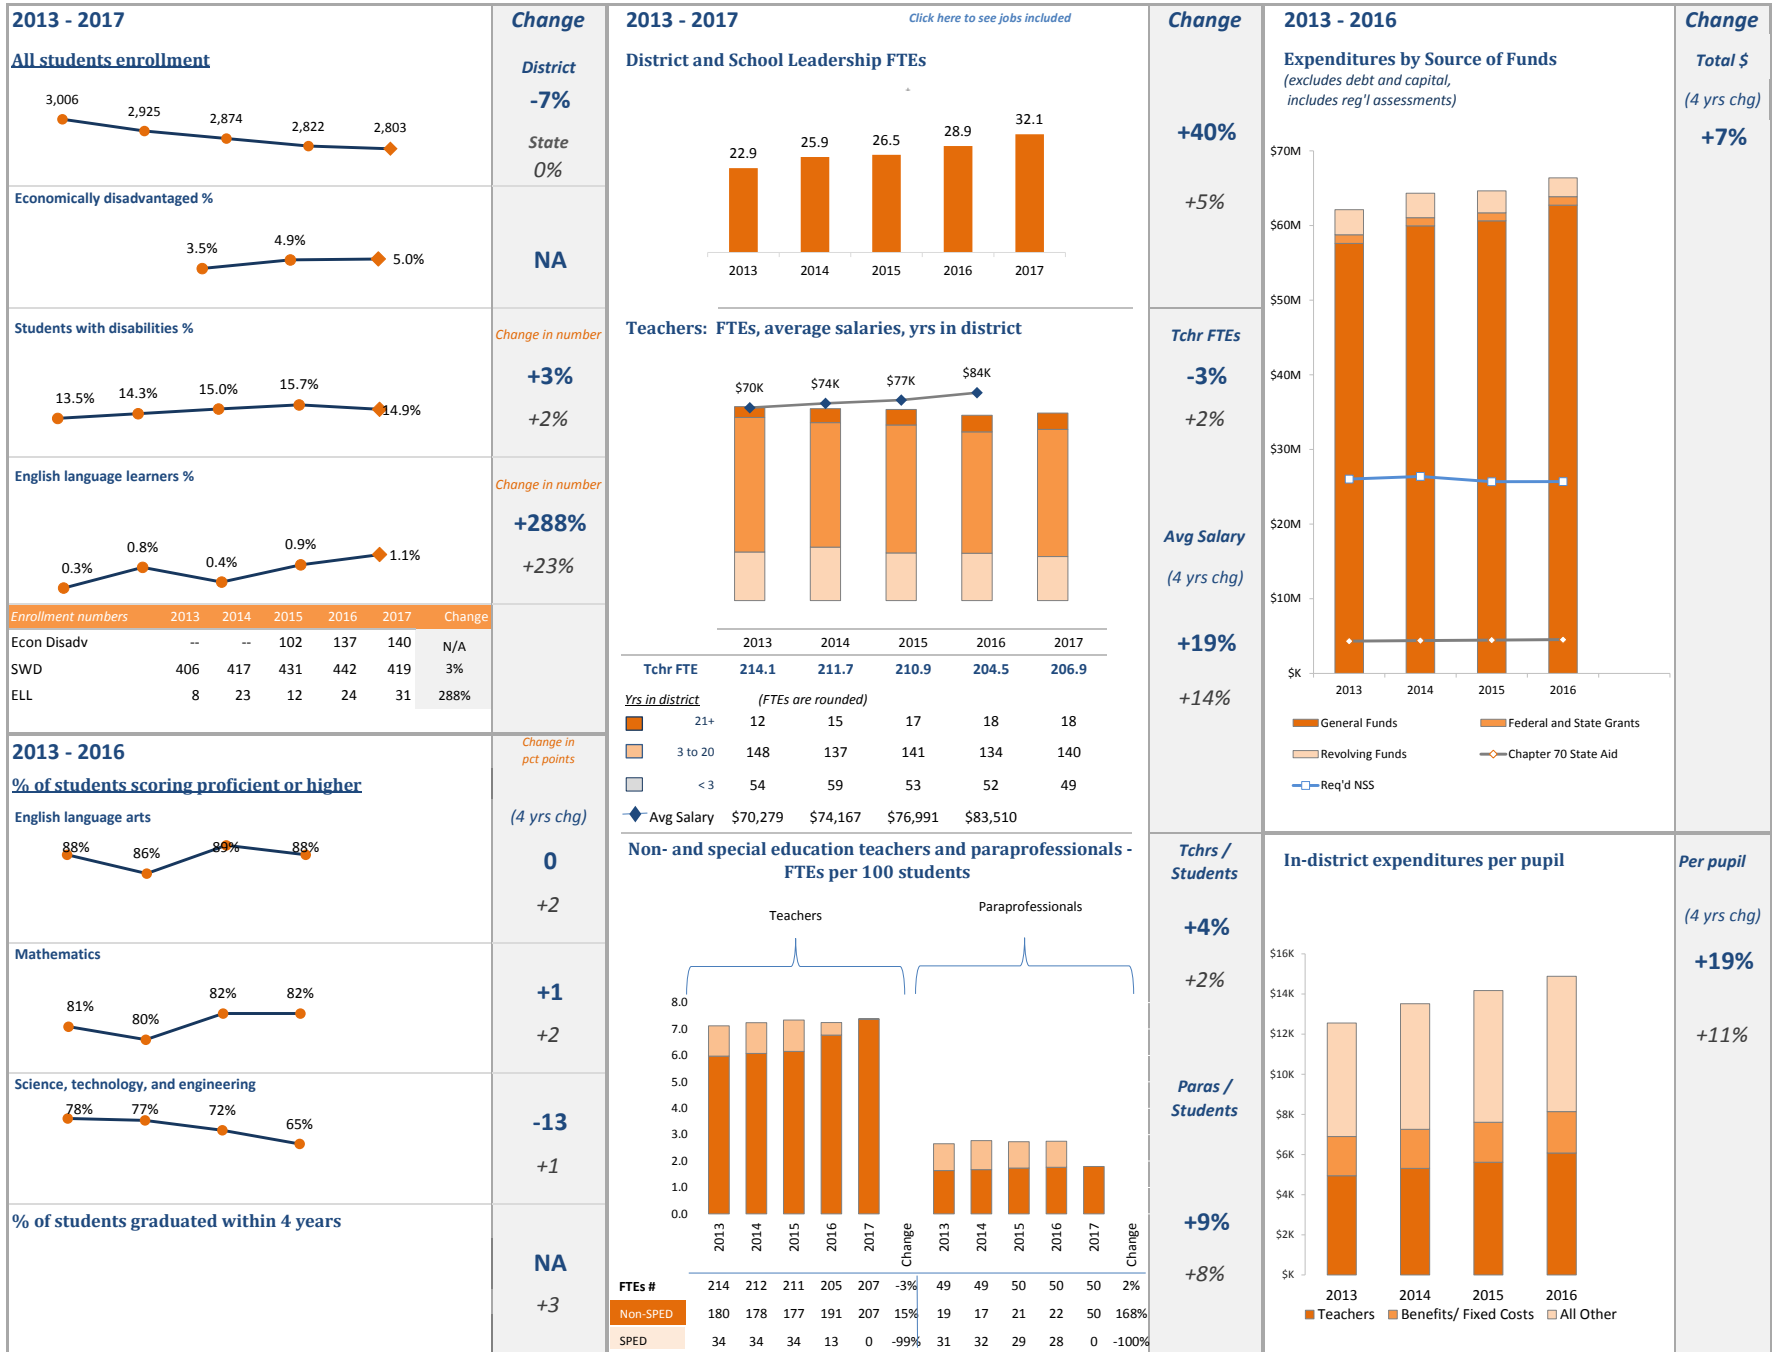 2013 - 2017
Change
All students enrollment
District
3,006
2,925
2,874
2,822
2,803
-7%
State
0%
Economically disadvantaged %
3.5%
4.9%
5.0%
NA
Students with disabilities %
Change in number
13.5%
14.3%
15.0%
15.7%
14.9%
+3%
+2%
English language learners %
Change in number
0.3%
0.8%
0.4%
0.9%
1.1%
+288%
+23%
Enrollment numbers 2013 2014 2015 2016 2017 Change
Econ Disadv -- -- 102 137 140 N/A
SWD 406 417 431 442 419 3%
ELL 8 23 12 24 31 288%
2013 - 2016
Change in
pct points
% of students scoring proficient or higher
English language arts
(4 yrs chg)
88%
86%
89%
88%
0
+2
Mathematics
81%
80%
82%
82%
+1
+2
Science, technology, and engineering
78%
77%
72%
65%
-13
+1
% of students graduated within 4 years
NA
+3
2013 - 2017
Click here to see jobs included
Change
District and School Leadership FTEs
22.9
25.9
26.5
28.9
32.1
2013 2014 2015 2016 2017
+40%
+5%
Teachers: FTEs, average salaries, yrs in district
Tchr FTEs
-3%
+2%
$70K
$74K
$77K
$84K
Avg Salary
(4 yrs chg)
+19%
+14%
2013 2014 2015 2016 2017
Tchr FTE 214.1 211.7 210.9 204.5 206.9
Yrs in district (FTEs are rounded)
21+ 12 15 17 18 18
3 to 20 148 137 141 134 140
< 3 54 59 53 52 49
Avg Salary $70,279 $74,167 $76,991 $83,510
Non- and special education teachers and paraprofessionals -
FTEs per 100 students
Tchrs /
Students
+4%
+2%
Teachers
Paraprofessionals
8.0
7.0
6.0
5.0
4.0
3.0
2.0
1.0
0.0
Paras /
Students
+9%
+8%
2013 2014 2015 2016 2017 Change 2013 2014 2015 2016 2017 Change
FTEs # 214 212 211 205 207 -3% 49 49 50 50 50 2%
Non-SPED 180 178 177 191 207 15% 19 17 21 22 50 168%
SPED 34 34 34 13 0 -99% 31 32 29 28 0 -100%
2013 - 2016
Change
Expenditures by Source of Funds
(excludes debt and capital,
includes reg'l assessments)
Total $
(4 yrs chg)
+7%
$70M
$60M
$50M
$40M
$30M
$20M
$10M
$K
2013 2014 2015 2016
General Funds
Federal and State Grants
Revolving Funds
Chapter 70 State Aid
Req'd NSS
In-district expenditures per pupil
Per pupil
(4 yrs chg)
+19%
+11%
$16K
$14K
$12K
$10K
$8K
$6K
$4K
$2K
$K
2013 2014 2015 2016
Teachers Benefits/ Fixed Costs All Other